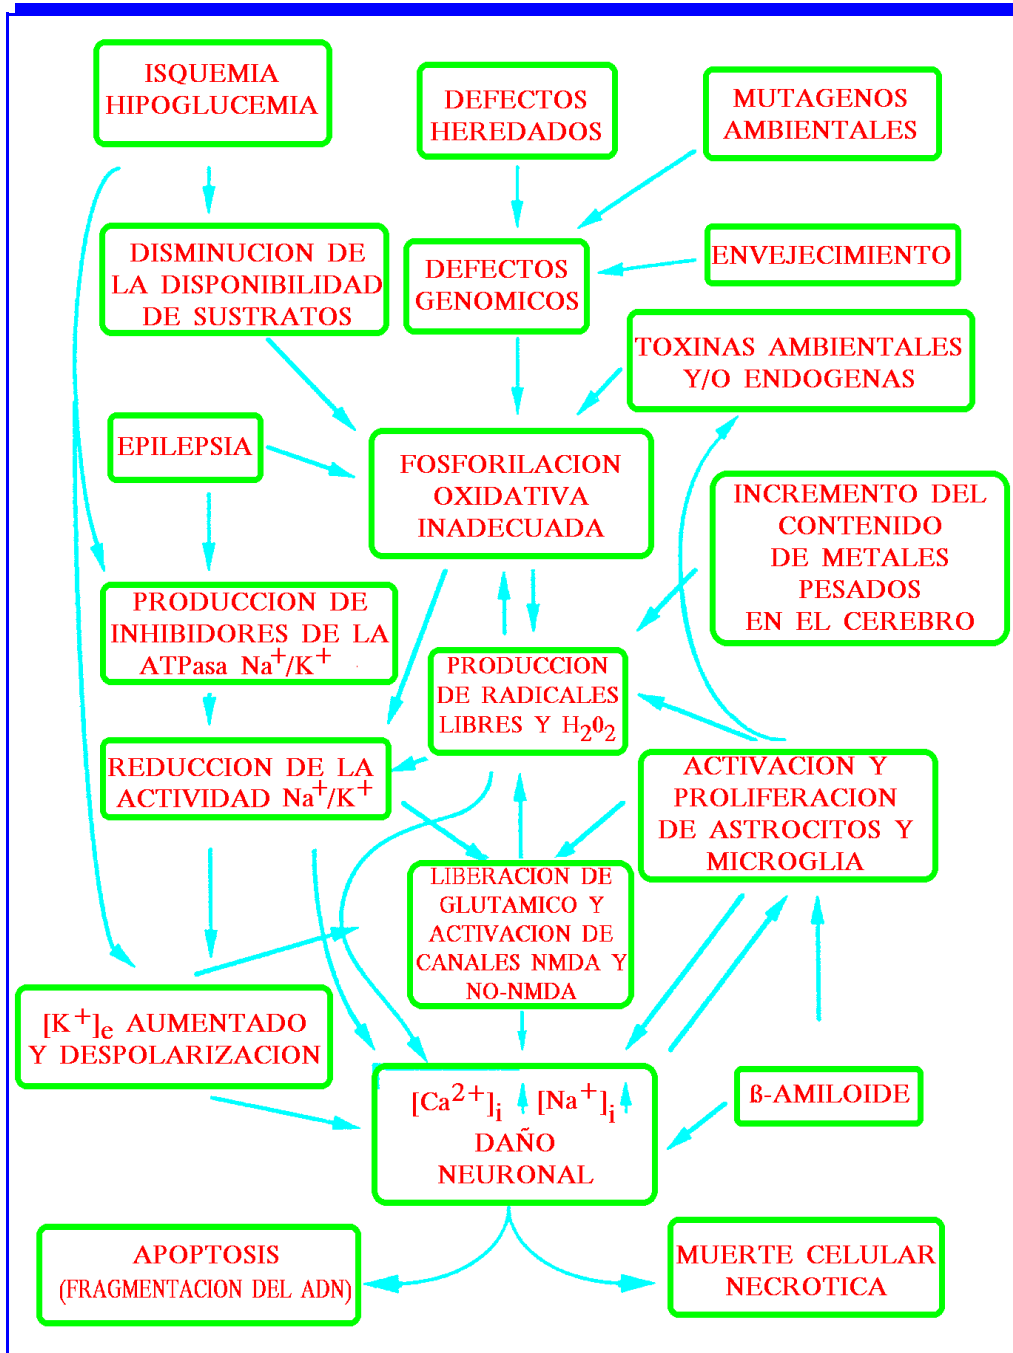 ISQUEMIA
HIPOGLUCEMIA
DEFECTOS
HEREDADOS
MUTAGENOS
AMBIENTALES
DISMINUCION DE
LA DISPONIBILIDAD
DE SUSTRATOS
DEFECTOS
GENOMICOS
ENVEJECIMIENTO
TOXINAS AMBIENTALES
Y/O ENDOGENAS
EPILEPSIA
FOSFORILACION
OXIDATIVA
INADECUADA
INCREMENTO DEL
CONTENIDO
DE METALES
PESADOS
EN EL CEREBRO
PRODUCCION DE
INHIBIDORES DE LA
ATPasa Na⁺/K⁺
PRODUCCION
DE RADICALES
LIBRES Y H₂0₂
REDUCCION DE LA
ACTIVIDAD Na⁺/K⁺
ACTIVACION Y
PROLIFERACION
DE ASTROCITOS Y
MICROGLIA
LIBERACION DE
GLUTAMICO Y
ACTIVACION DE
CANALES NMDA Y
NO-NMDA
[K⁺]e AUMENTADO
Y DESPOLARIZACION
[Ca²⁺]i [Na⁺]i
DAÑO
NEURONAL
ß-AMILOIDE
APOPTOSIS
(FRAGMENTACION DEL ADN)
MUERTE CELULAR
NECROTICA